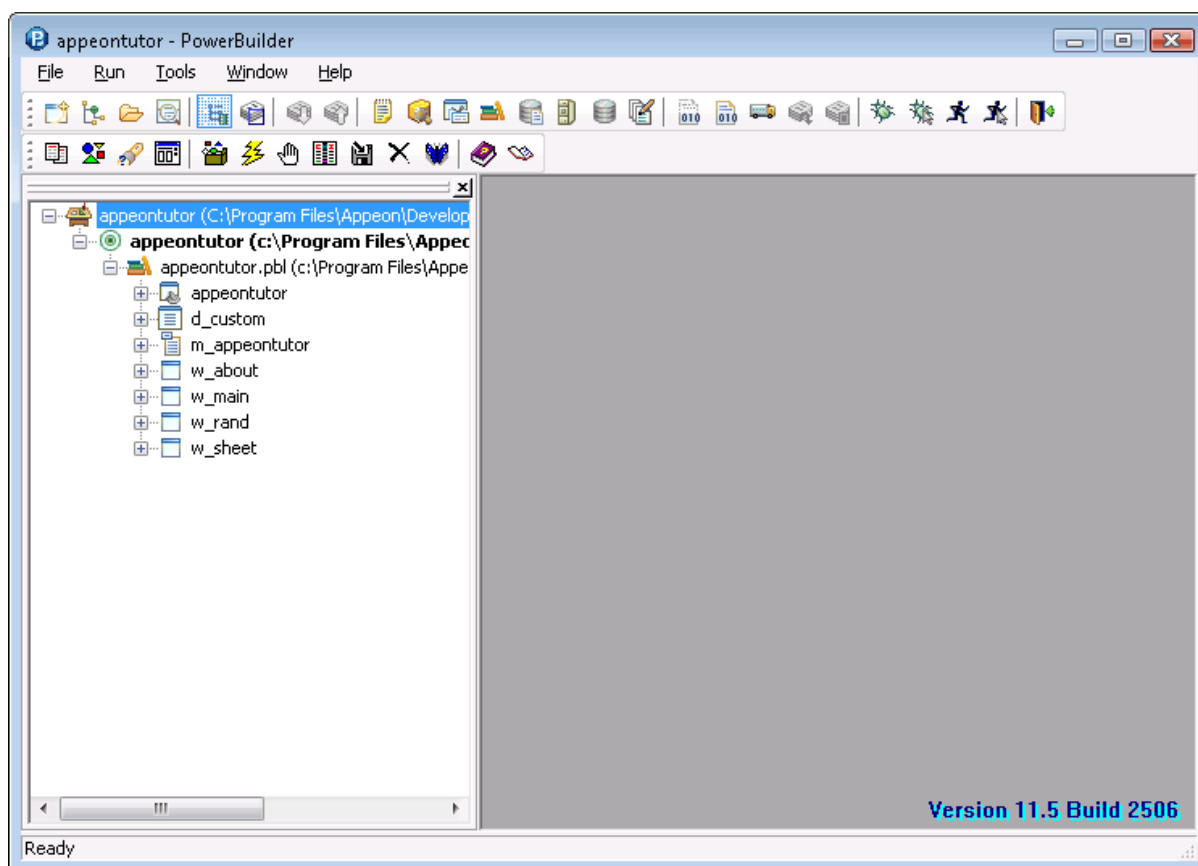 appeontutor - PowerBuilder
File Run Tools Window Help
appeontutor (C:\Program Files\Appeon\Develop
appeontutor (c:\Program Files\Appec
appeontutor.pbl (c:\Program Files\Appe
appeontutor
d_custom
m_appeontutor
w_about
w_main
w_rand
w_sheet
Version 11.5 Build 2506
Ready